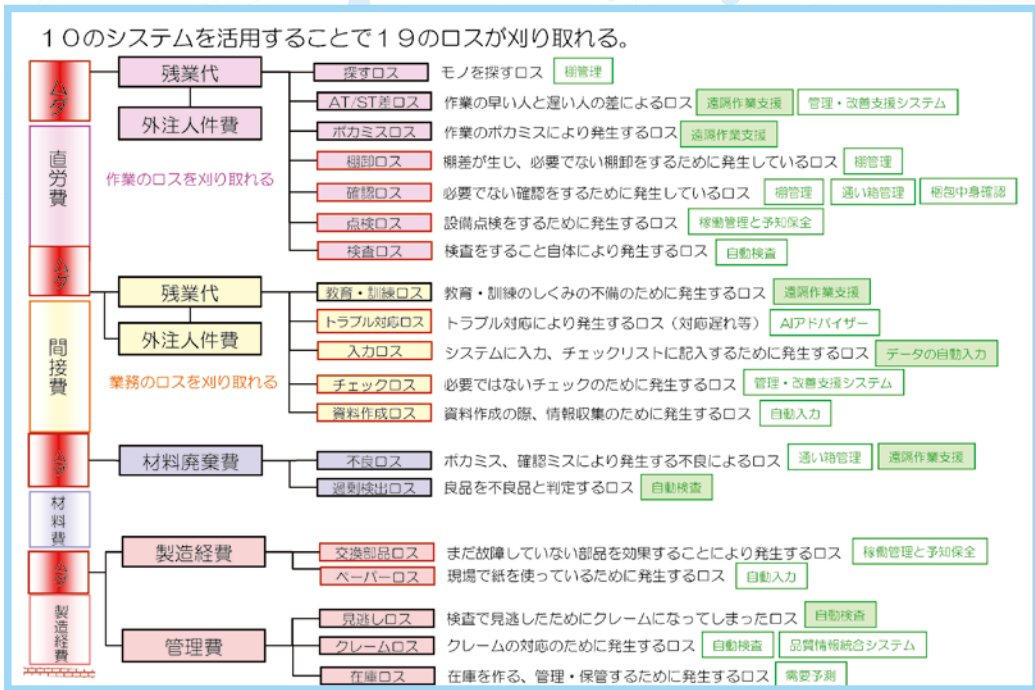 １０のシステムを活用することで１９のロスが刈り取れる。
ムダ
残業代
外注人件費
直労費
作業のロスを刈り取れる
探すロス モノを探すロス 棚管理
AT/ST差ロス 作業の早い人と遅い人の差によるロス 遠隔作業支援 管理・改善支援システム
ポカミスロス 作業のポカミスにより発生するロス 遠隔作業支援
棚卸ロス 棚差が生じ、必要でない棚卸をするために発生しているロス 棚管理
確認ロス 必要でない確認をするために発生しているロス 棚管理 通い箱管理 梱包中身確認
点検ロス 設備点検をするために発生するロス 稼働管理と予知保全
検査ロス 検査をすること自体により発生するロス 自動検査
ムダ
残業代
外注人件費
間接費
業務のロスを刈り取れる
教育・訓練ロス 教育・訓練のしくみの不備のために発生するロス 遠隔作業支援
トラブル対応ロス トラブル対応により発生するロス（対応遅れ等） AIアドバイザー
入力ロス システムに入力、チェックリストに記入するために発生するロス データの自動入力
チェックロス 必要ではないチェックのために発生するロス 管理・改善支援システム
資料作成ロス 資料作成の際、情報収集のために発生するロス 自動入力
ムダ
材料廃棄費
材料費
不良ロス ポカミス、確認ミスにより発生する不良によるロス 通い箱管理 遠隔作業支援
過剰検出ロス 良品を不良品と判定するロス 自動検査
ムダ
製造経費
製造経費
交換部品ロス まだ故障していない部品を効果することにより発生するロス 稼働管理と予知保全
ペーパーロス 現場で紙を使っているために発生するロス 自動入力
管理費
見逃しロス 検査で見逃したためにクレームになってしまったロス 自動検査
クレームロス クレームの対応のために発生するロス 自動検査 品質情報統合システム
在庫ロス 在庫を作る、管理・保管するために発生するロス 需要予測